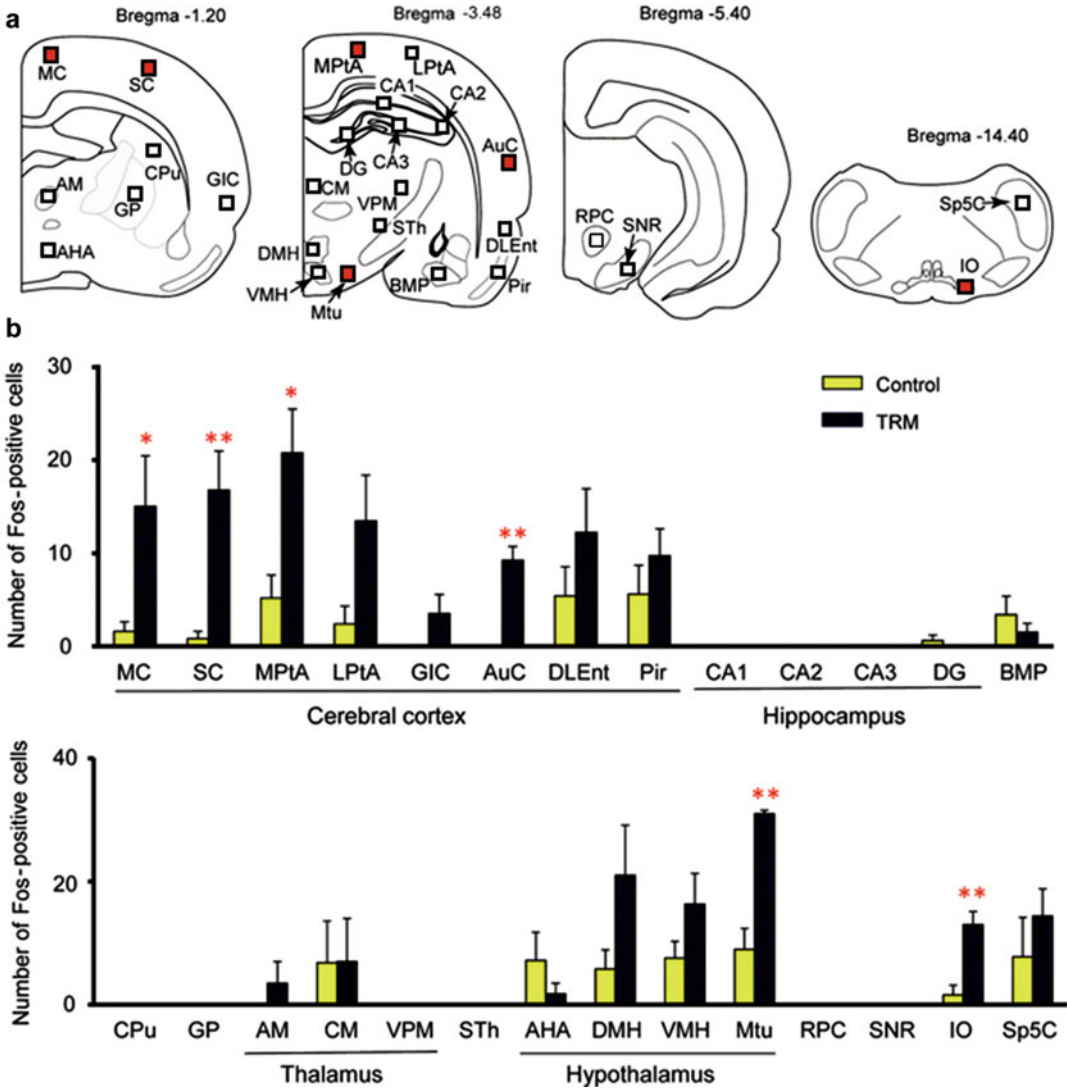 a
Bregma -1.20
Bregma -3.48
Bregma -5.40
Bregma -14.40
MC
SC
CPu
AM
GP
GIC
AHA
MPtA
LPtA
CA1
CA2
AuC
DG
CA3
CM
VPM
STh
DLEnt
DMH
VMH
Mtu
BMP
Pir
RPC
SNR
Sp5C
IO
b
Number of Fos-positive cells
30
20
10
0
* ** * **
Control
TRM
MC SC MPtA LPtA GIC AuC DLEnt Pir CA1 CA2 CA3 DG BMP
Cerebral cortex Hippocampus
Number of Fos-positive cells
40
20
0
** **
CPu GP AM CM VPM STh AHA DMH VMH Mtu RPC SNR IO Sp5C
Thalamus Hypothalamus